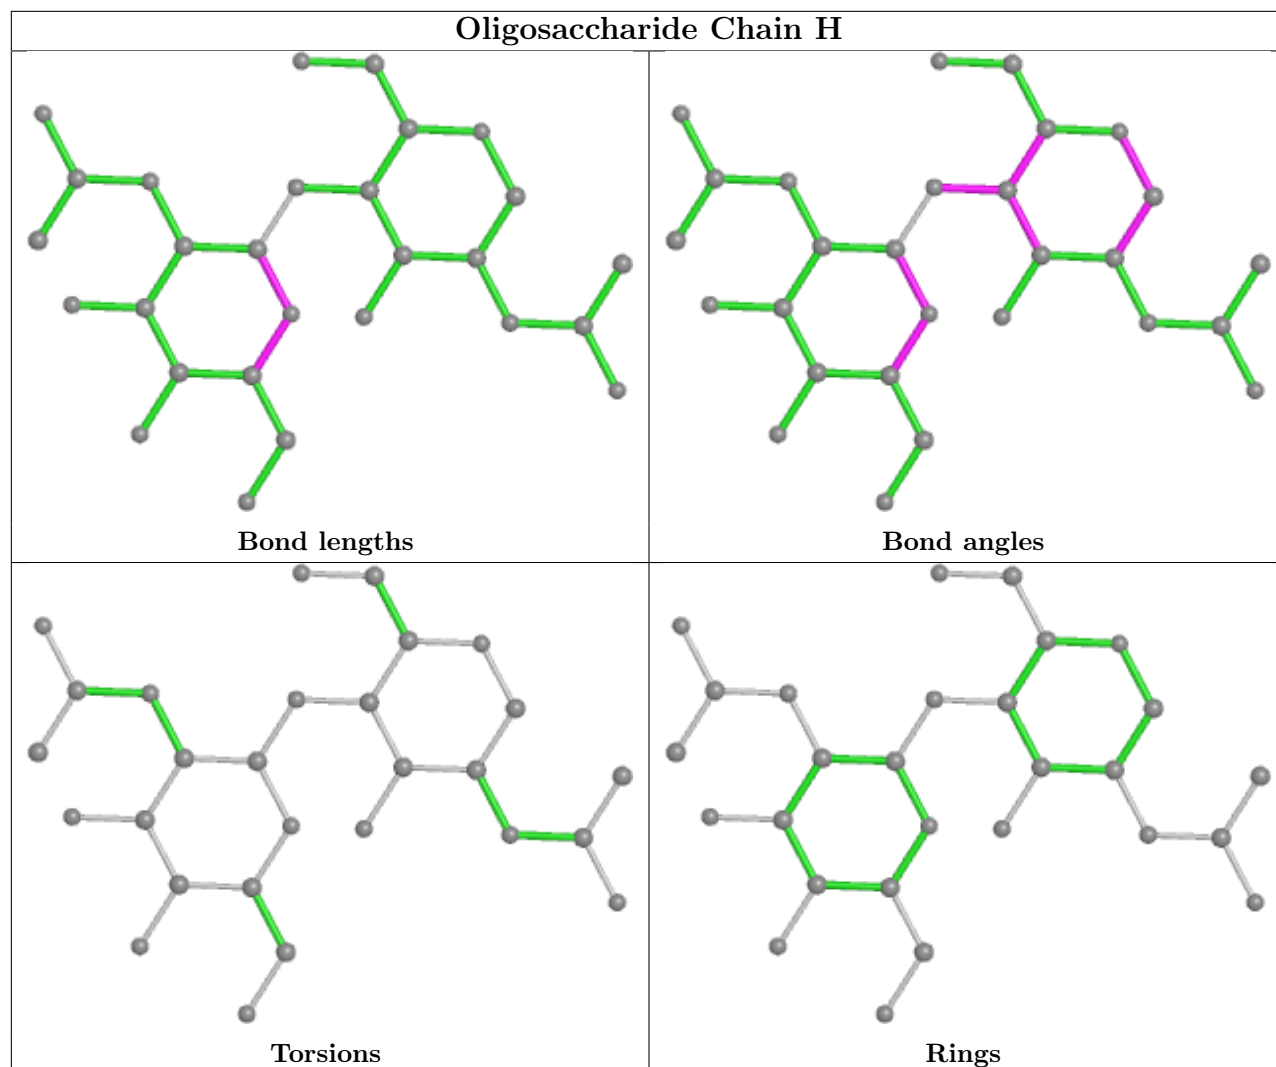 Oligosaccharide Chain H
Bond lengths
Bond angles
Torsions
Rings